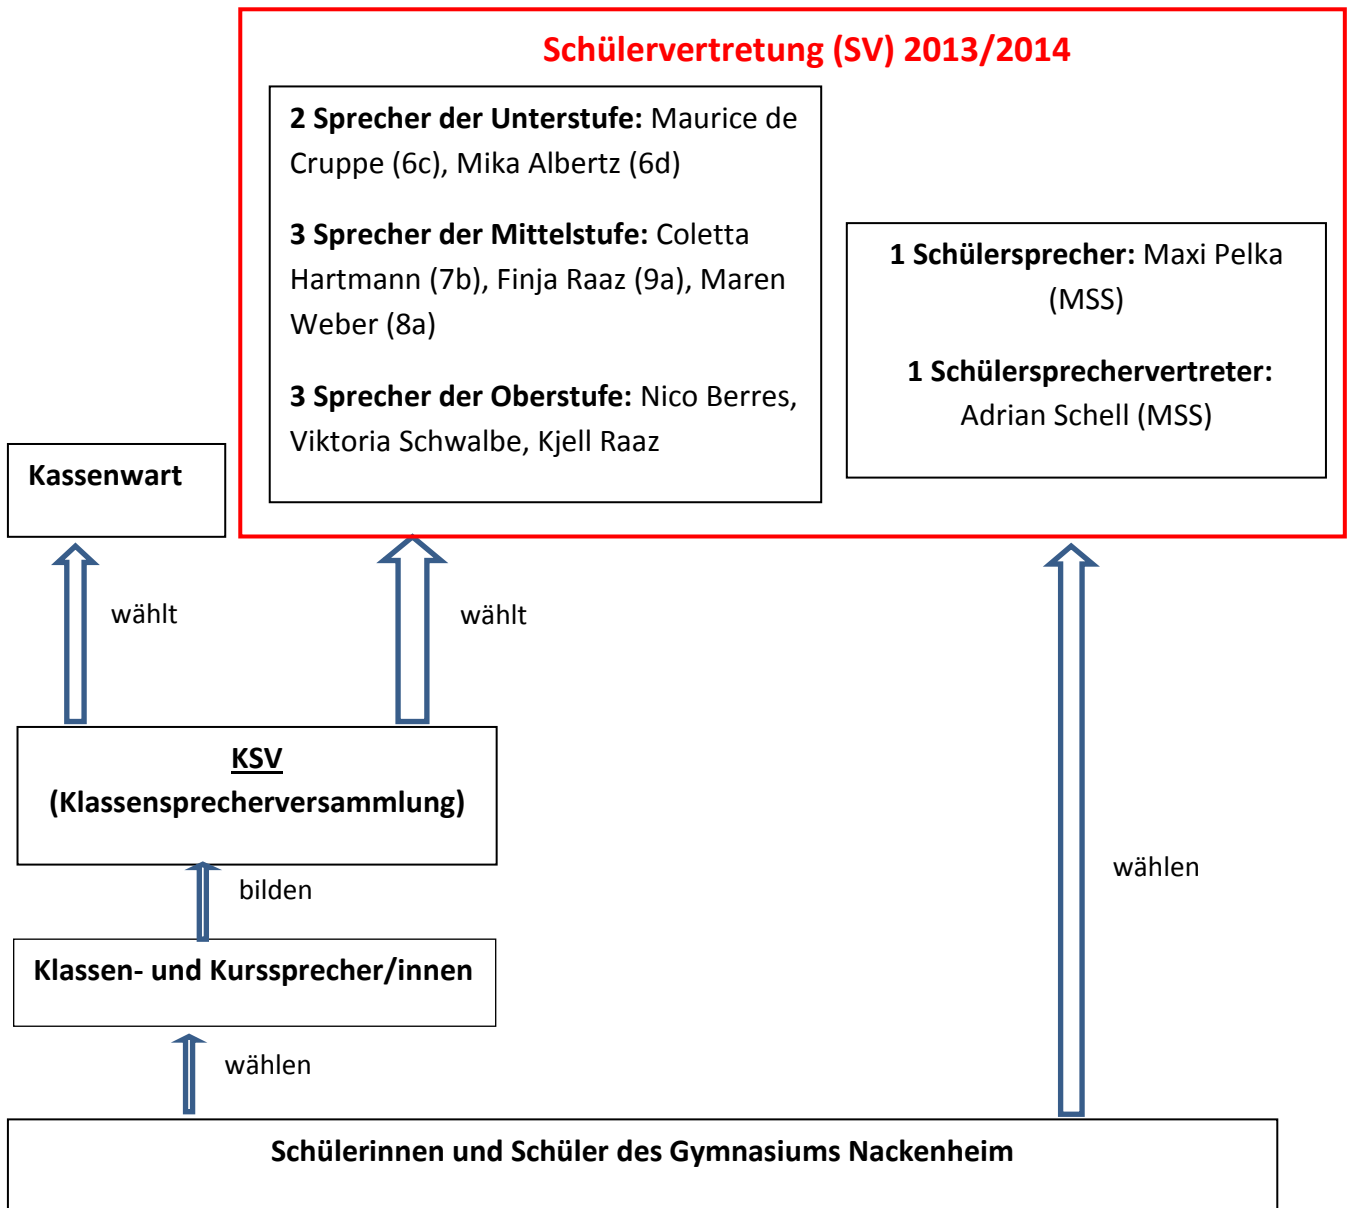 Schülervertretung (SV) 2013/2014
2 Sprecher der Unterstufe: Maurice de
Cruppe (6c), Mika Albertz (6d)
3 Sprecher der Mittelstufe: Coletta
Hartmann (7b), Finja Raaz (9a), Maren
Weber (8a)
3 Sprecher der Oberstufe: Nico Berres,
Viktoria Schwalbe, Kjell Raaz
1 Schülersprecher: Maxi Pelka
(MSS)
1 Schülersprechervertreter:
Adrian Schell (MSS)
Kassenwart
wählt
wählt
KSV
(Klassensprecherversammlung)
wählen
bilden
Klassen- und Kurssprecher/innen
wählen
Schülerinnen und Schüler des Gymnasiums Nackenheim